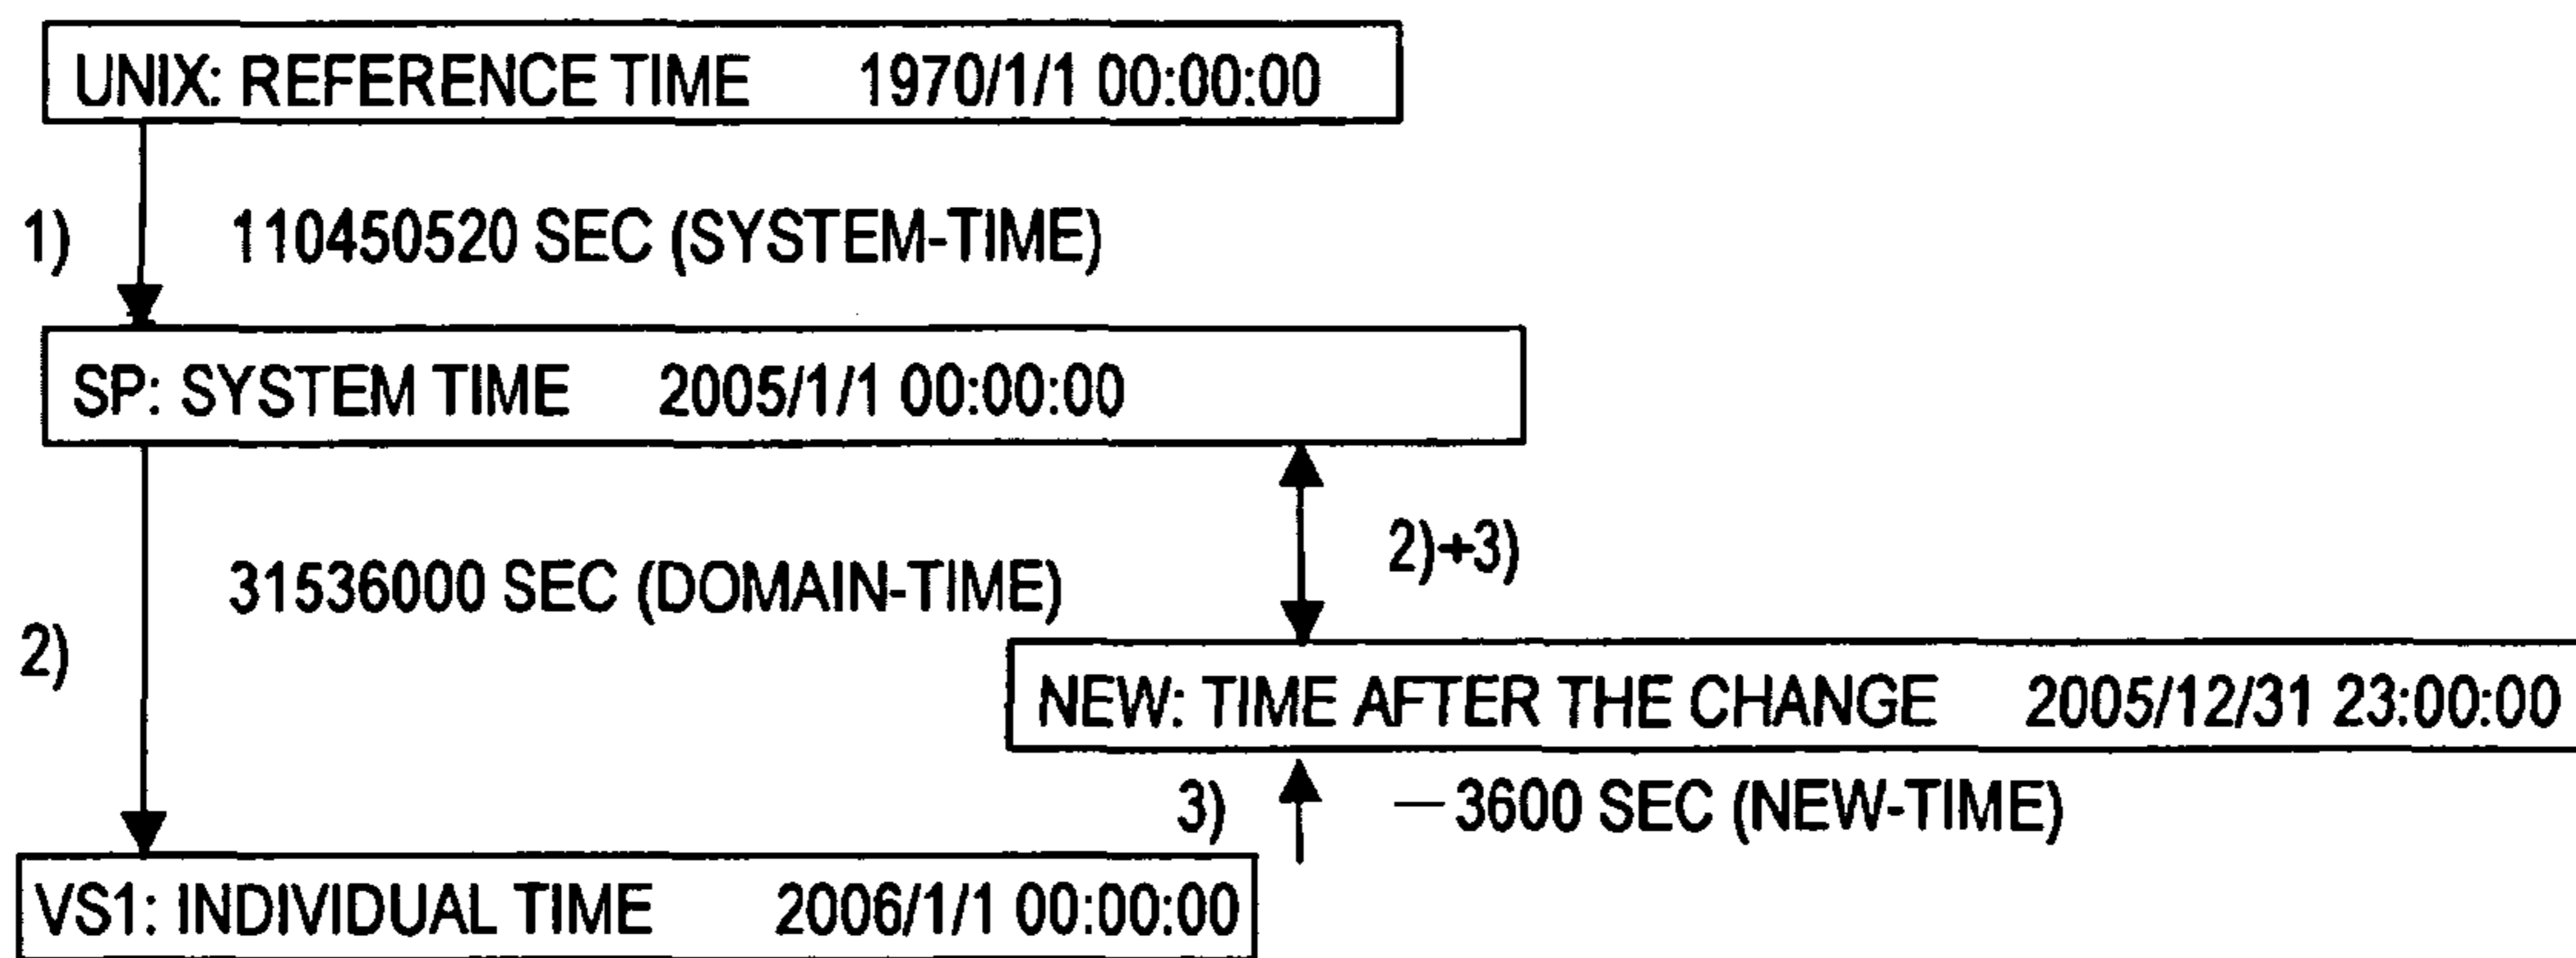 UNIX: REFERENCE TIME 1970/1/1 00:00:00
1) 110450520 SEC (SYSTEM-TIME)
SP: SYSTEM TIME 2005/1/1 00:00:00
2)+3)
31536000 SEC (DOMAIN-TIME)
2)
NEW: TIME AFTER THE CHANGE 2005/12/31 23:00:00
3) —3600 SEC (NEW-TIME)
VS1: INDIVIDUAL TIME 2006/1/1 00:00:00